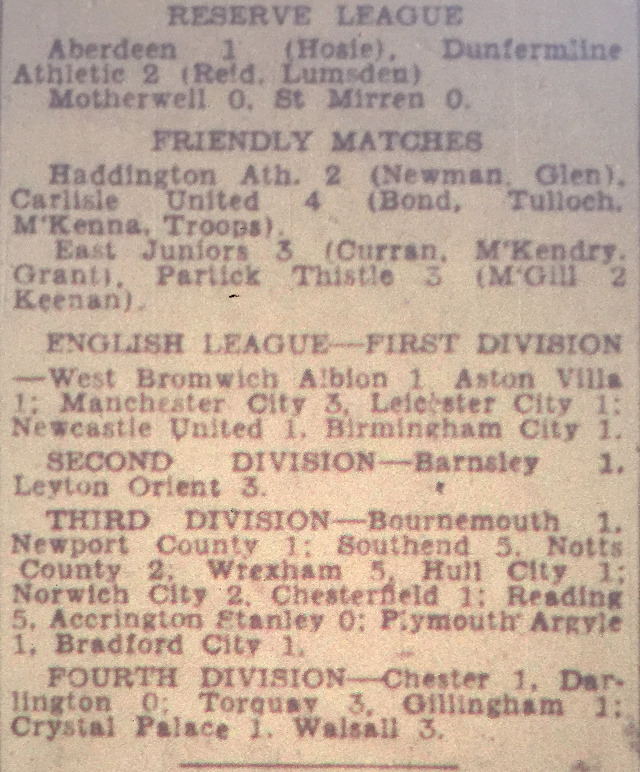 RESERVE LEAGUE
Aberdeen 1 (Hosie), Dunfermline
Athletic 2 (Reid, Lumsden)
Motherwell 0, St Mirren 0.
FRIENDLY MATCHES
Haddington Ath. 2 (Newman, Glen),
Carlisle United 4 (Bond, Tulloch,
M'Kenna, Troops).
East Juniors 3 (Curran, M'Kendry,
Grant), Partick Thistle 3 (M'Gill 2
Keenan).
ENGLISH LEAGUE—FIRST DIVISION
—West Bromwich Albion 1, Aston Villa
1; Manchester City 3, Leicester City 1;
Newcastle United 1, Birmingham City 1.
SECOND DIVISION—Barnsley 1,
Leyton Orient 3.
THIRD DIVISION—Bournemouth 1,
Newport County 1; Southend 5, Notts
County 2; Wrexham 5, Hull City 1;
Norwich City 2, Chesterfield 1; Reading
5, Accrington Stanley 0; Plymouth Argyle
1, Bradford City 1.
FOURTH DIVISION—Chester 1, Dar-
lington 0; Torquay 3, Gillingham 1;
Crystal Palace 1, Walsall 3.